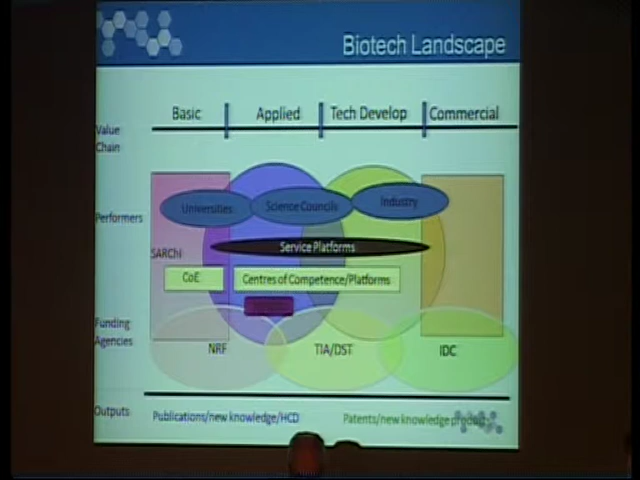 Biotech Landscape
Basic
Applied
Tech Develop
Commercial
Value
Chain
Performers
Universities
Science Councils
Industry
Service Platforms
SARChI
CoE
Centres of Competence/Platforms
Funding
Agencies
NRF
TIA/DST
IDC
Outputs
Publications/new knowledge/HCD
Patents/new knowledge